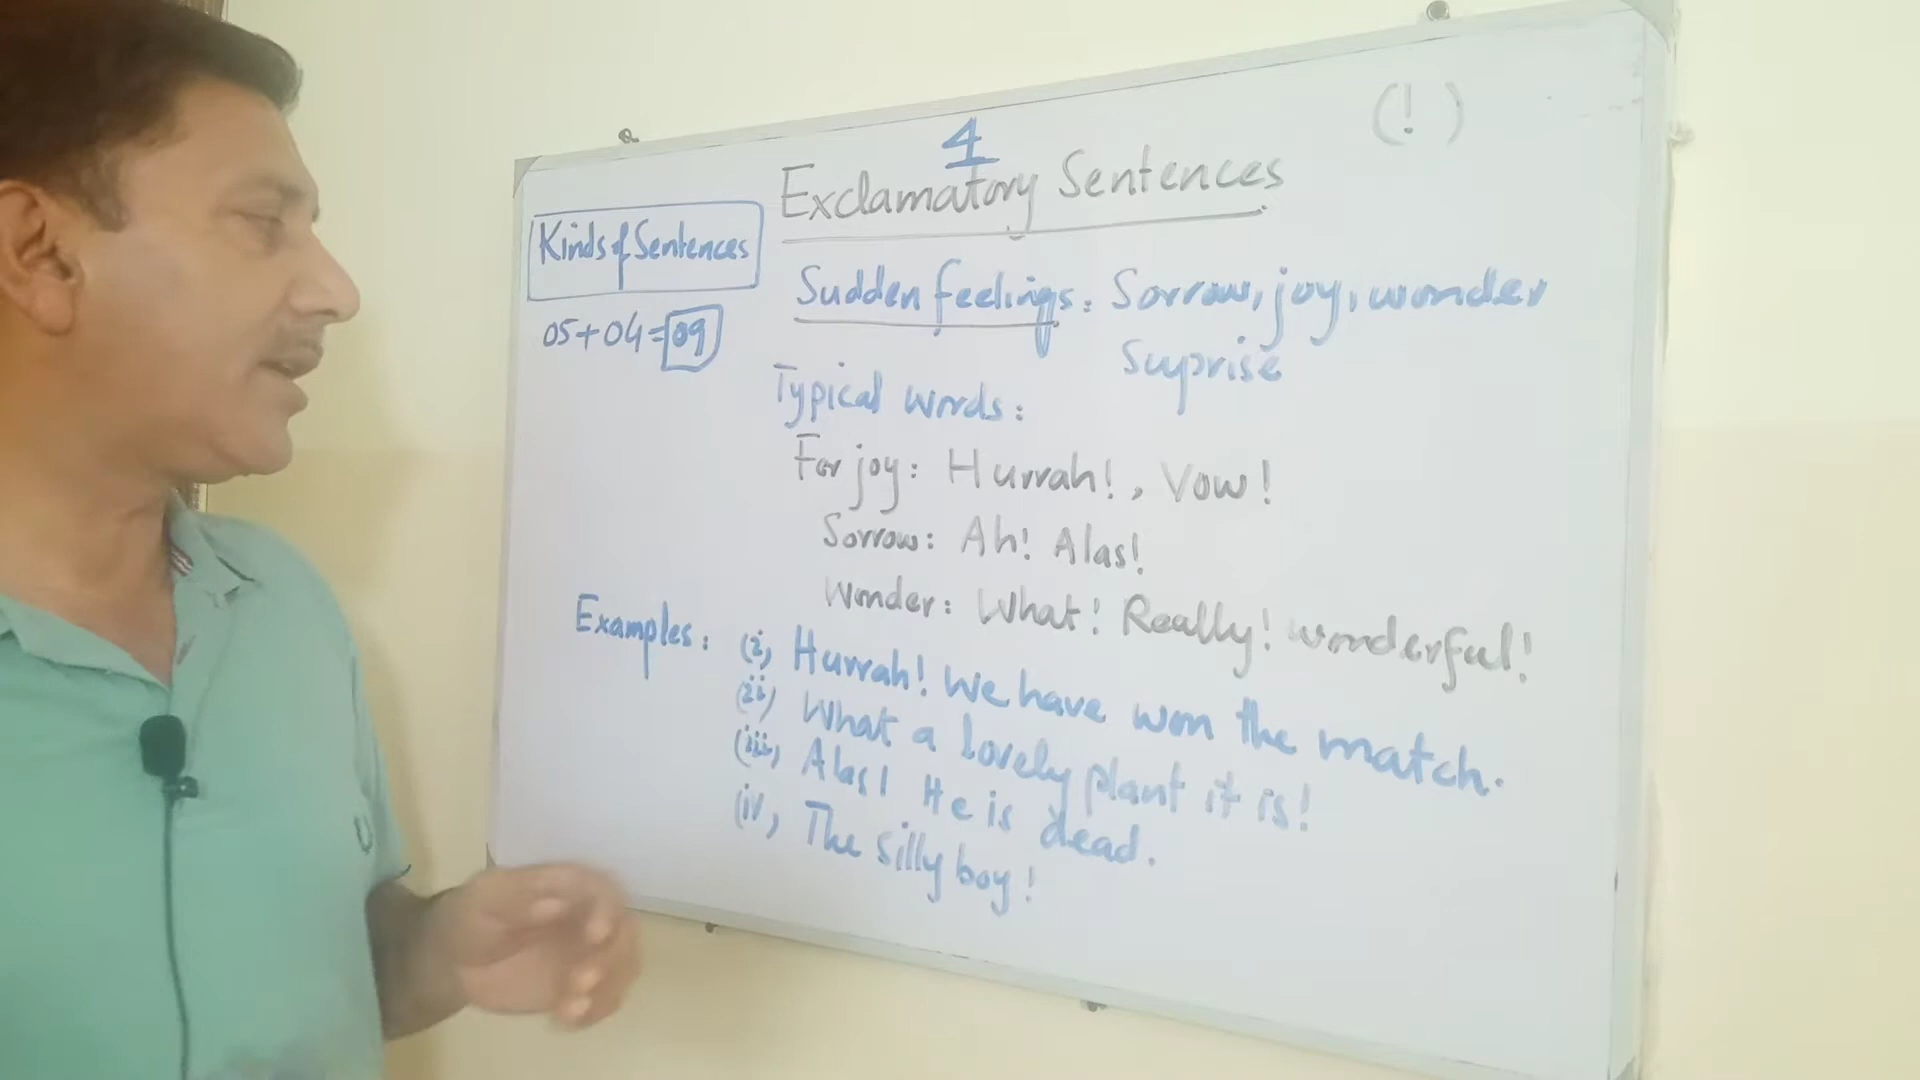 (!)
4
Exclamatory Sentences
Kinds of Sentences
05+04=09
Sudden feelings: Sorrow, joy, wonder
Suprise
Typical words:
For joy: Hurrah!, Vow!
Sorrow: Ah! Alas!
Wonder: What! Really! wonderful!
Examples: (i) Hurrah! We have won the match.
(ii) What a lovely plant it is!
(iii) Alas! He is dead.
(iv) The silly boy!